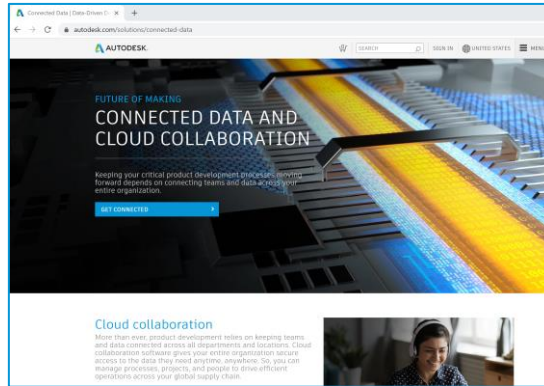 Connected Data | Data-Driven D
autodesk.com/solutions/connected-data
AUTODESK.
SEARCH
SIGN IN
UNITED STATES
MENU
FUTURE OF MAKING
CONNECTED DATA AND
CLOUD COLLABORATION
Keeping your critical product development processes moving
forward depends on connecting teams and data across your
entire organization.
GET CONNECTED
Cloud collaboration
More than ever, product development relies on keeping teams
and data connected across all departments and locations. Cloud
collaboration software gives your entire organization secure
access to the data they need anytime, anywhere. So, you can
manage processes, projects, and people to drive efficient
operations across your global supply chain.